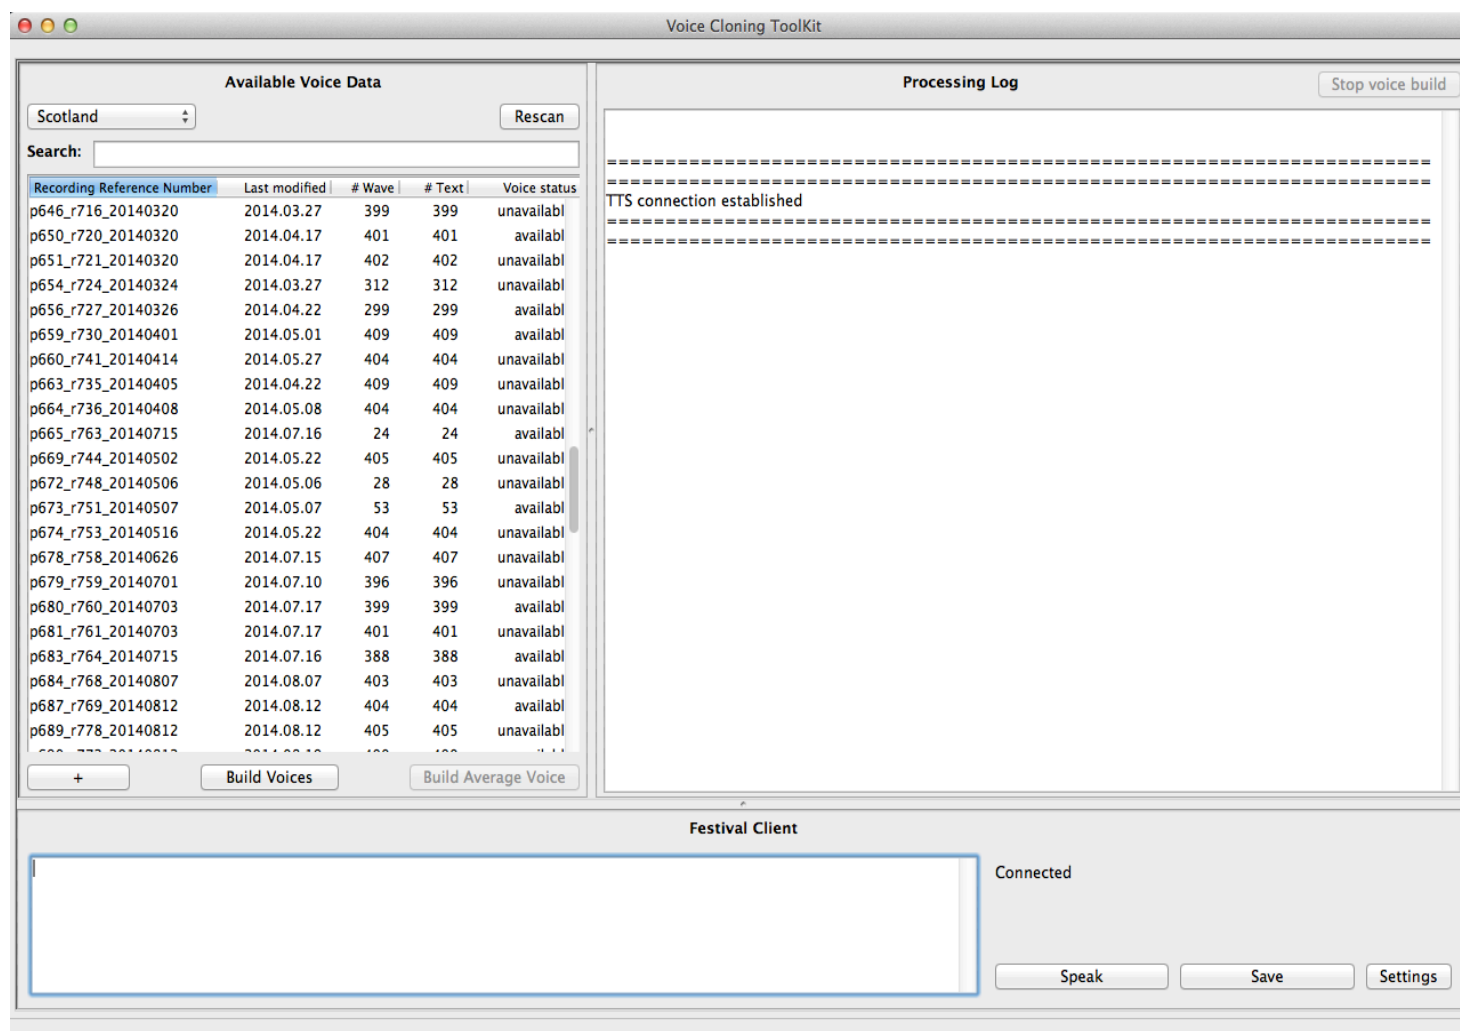 Voice Cloning ToolKit
Available Voice Data
Scotland
Rescan
Search:
Recording Reference Number Last modified # Wave # Text Voice status
p646_r716_20140320 2014.03.27 399 399 unavailabl
p650_r720_20140320 2014.04.17 401 401 availabl
p651_r721_20140320 2014.04.17 402 402 unavailabl
p654_r724_20140324 2014.03.27 312 312 unavailabl
p656_r727_20140326 2014.04.22 299 299 availabl
p659_r730_20140401 2014.05.01 409 409 availabl
p660_r741_20140414 2014.05.27 404 404 unavailabl
p663_r735_20140405 2014.04.22 409 409 unavailabl
p664_r736_20140408 2014.05.08 404 404 unavailabl
p665_r763_20140715 2014.07.16 24 24 availabl
p669_r744_20140502 2014.05.22 405 405 unavailabl
p672_r748_20140506 2014.05.06 28 28 unavailabl
p673_r751_20140507 2014.05.07 53 53 availabl
p674_r753_20140516 2014.05.22 404 404 unavailabl
p678_r758_20140626 2014.07.15 407 407 unavailabl
p679_r759_20140701 2014.07.10 396 396 unavailabl
p680_r760_20140703 2014.07.17 399 399 availabl
p681_r761_20140703 2014.07.17 401 401 unavailabl
p683_r764_20140715 2014.07.16 388 388 availabl
p684_r768_20140807 2014.08.07 403 403 unavailabl
p687_r769_20140812 2014.08.12 404 404 availabl
p689_r778_20140812 2014.08.12 405 405 unavailabl
+ Build Voices Build Average Voice
Processing Log
Stop voice build
======================================================================
======================================================================
TTS connection established
======================================================================
======================================================================
Festival Client
Connected
Speak Save Settings